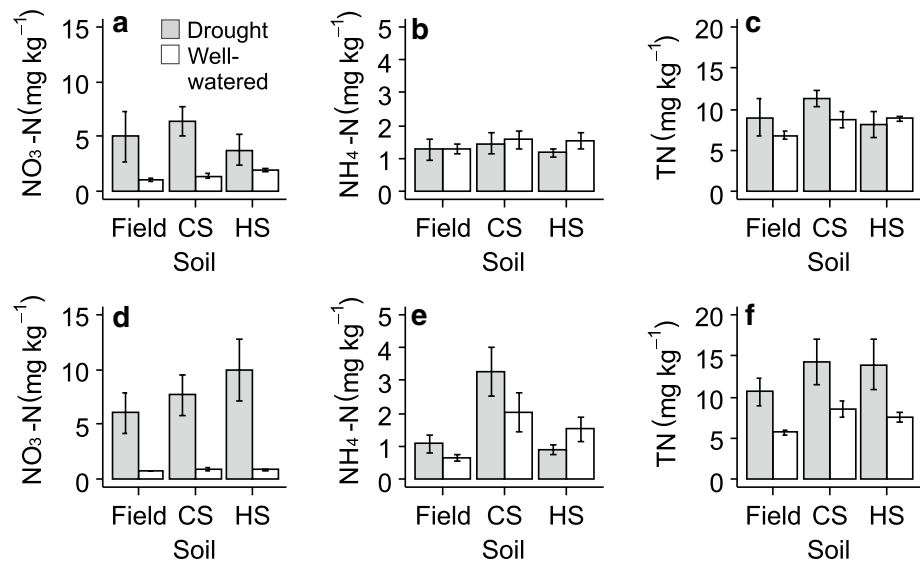 a
Drought
Well-
watered
NO₃ -N(mg kg⁻¹)
15
10
5
0
Field CS HS
Soil
b
NH₄ -N(mg kg⁻¹)
5
4
3
2
1
0
Field CS HS
Soil
c
TN (mg kg⁻¹)
20
15
10
5
0
Field CS HS
Soil
d
NO₃ -N(mg kg⁻¹)
15
10
5
0
Field CS HS
Soil
e
NH₄ -N(mg kg⁻¹)
5
4
3
2
1
0
Field CS HS
Soil
f
TN (mg kg⁻¹)
20
15
10
5
0
Field CS HS
Soil